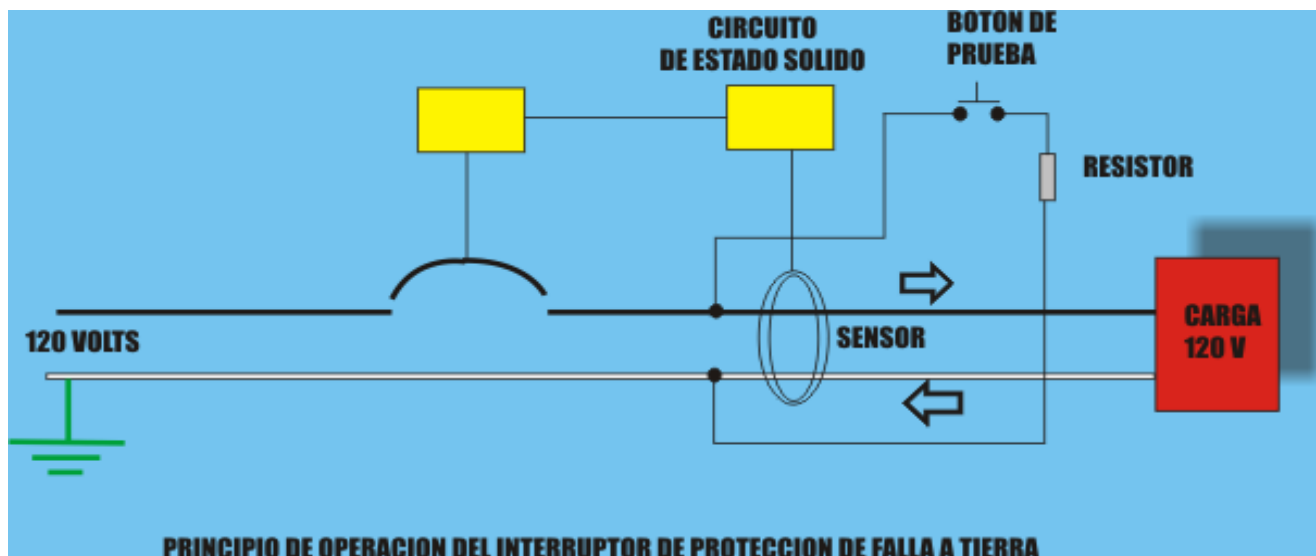 CIRCUITO
DE ESTADO SOLIDO
BOTON DE
PRUEBA
RESISTOR
120 VOLTS
SENSOR
CARGA
120 V
PRINCIPIO DE OPERACION DEL INTERRUPTOR DE PROTECCION DE FALLA A TIERRA